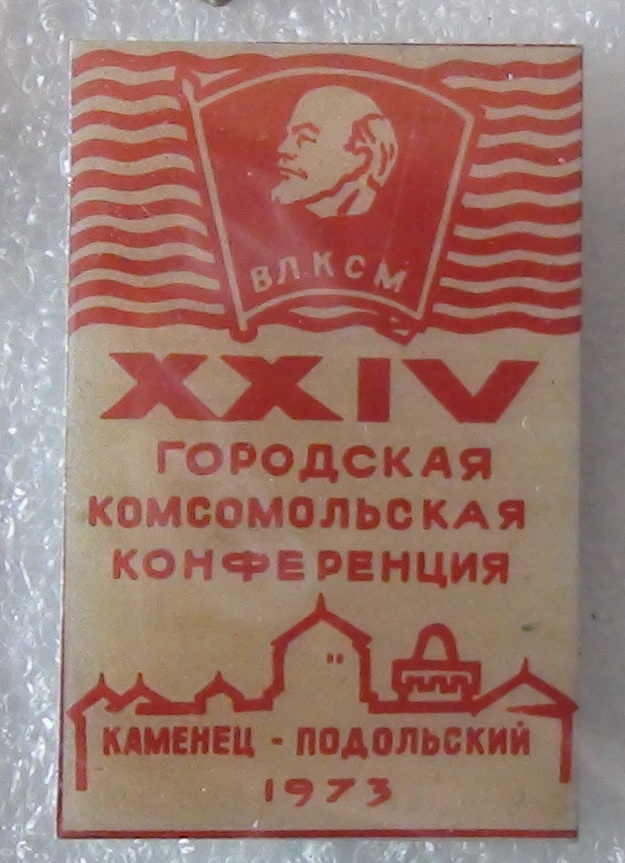 ВЛКСМ
XXIV
ГОРОДСКАЯ
КОМСОМОЛЬСКАЯ
КОНФЕРЕНЦИЯ
КАМЕНЕЦ - ПОДОЛЬСКИЙ
1973